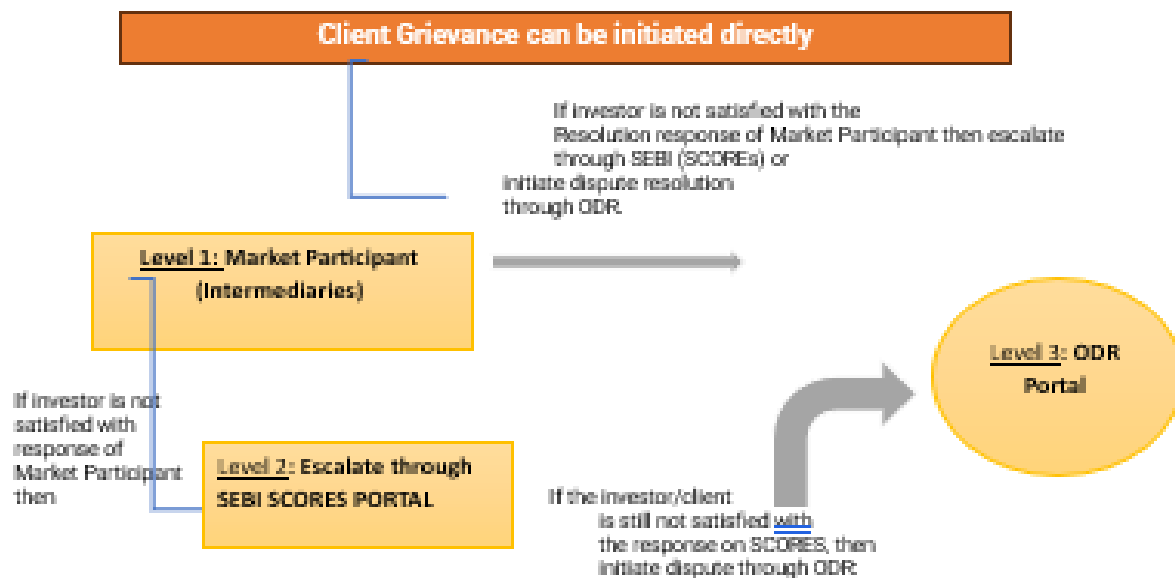 Client Grievance can be initiated directly
If investor is not satisfied with the
Resolution response of Market Participant then escalate
through SEBI (SCOREs) or
initiate dispute resolution
through ODR.
Level 1: Market Participant
(Intermediaries)
Level 3: ODR
Portal
If investor is not
satisfied with
response of
Market Participant
then
Level 2: Escalate through
SEBI SCORES PORTAL
If the investor/client
is still not satisfied with
the response on SCORES, then
initiate dispute through ODR: